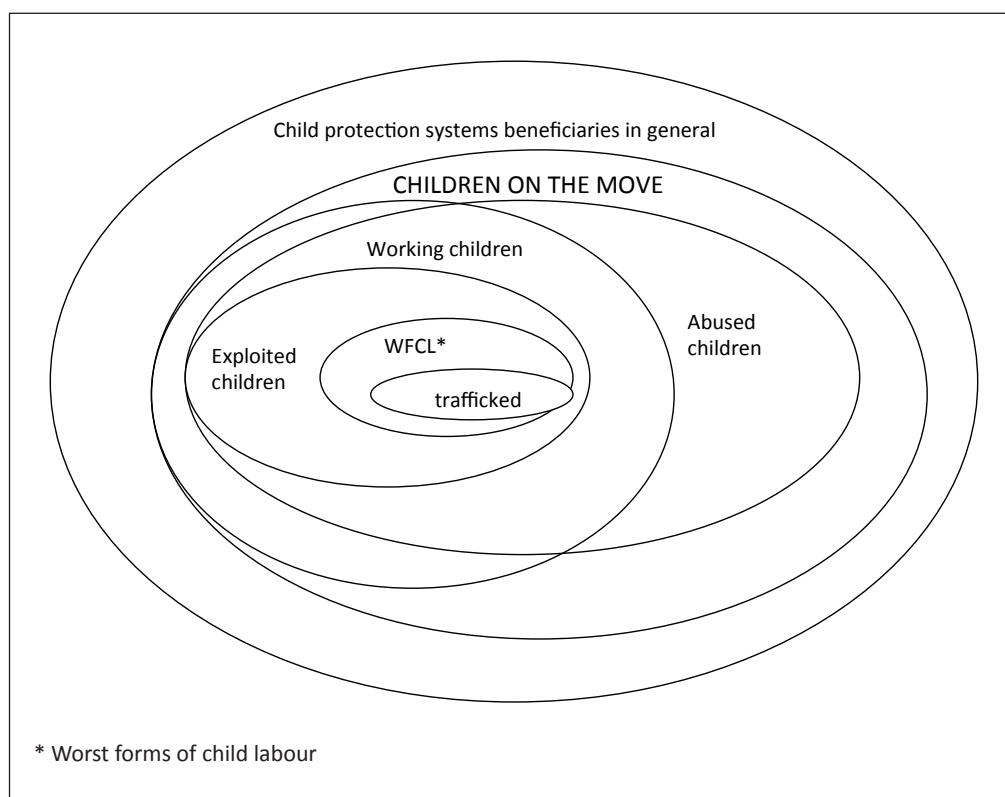 Child protection systems beneficiaries in general
CHILDREN ON THE MOVE
Working children
Abused
children
WFCL*
Exploited
children
trafficked
* Worst forms of child labour